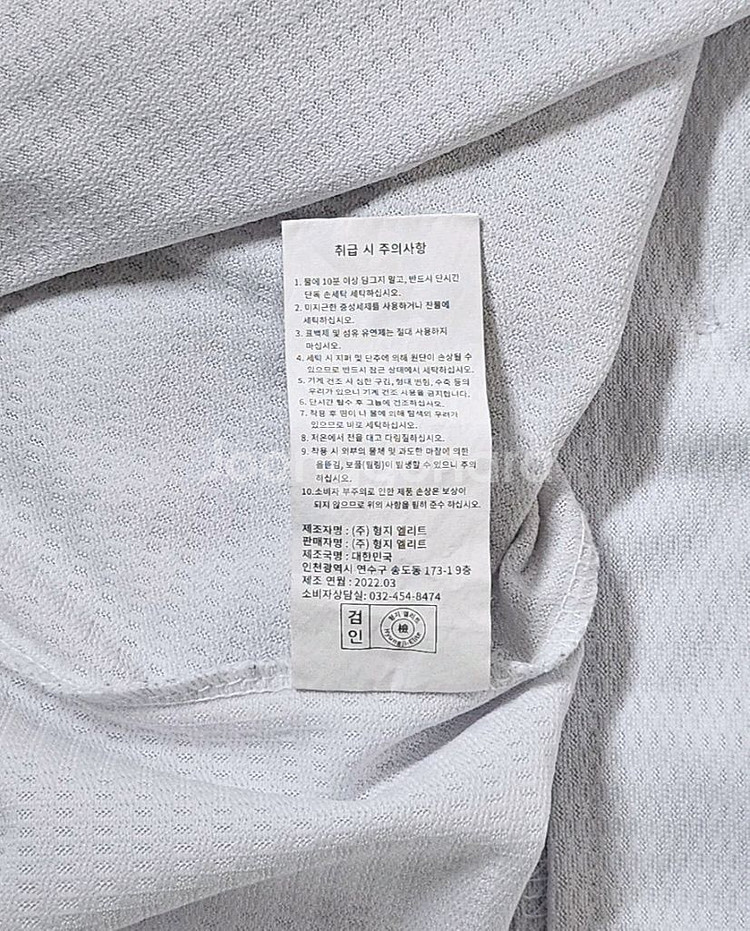 취급 시 주의사항
1. 물에 10분 이상 담그지 말고, 반드시 단시간
단독 손세탁 세탁하십시오.
2. 미지근한 중성세제를 사용하거나 찬물에
세탁하십시오.
3. 표백제 및 섬유 유연제는 절대 사용하지
마십시오.
4. 세탁 시 지퍼 및 단추에 의해 원단이 손상될 수
있으므로 반드시 잠근 상태에서 세탁하십시오.
5. 기계 건조 시 심한 구김, 형태 변형, 수축 등의
우려가 있으니 기계 건조 사용을 금지합니다.
6. 단시간 탈수 후 그늘에 건조하십시오.
7. 착용 후 땀이나 물에 의해 탈색의 우려가
있으므로 바로 세탁하십시오.
8. 저온에서 천을 대고 다림질하십시오.
9. 착용 시 외부의 물체 및 과도한 마찰에 의한
올뜯김, 보풀(필링)이 발생할 수 있으니 주의
하십시오.
10.소비자 부주의로 인한 제품 손상은 보상이
되지 않으므로 위의 사항을 필히 준수 하십시오.
제조자명 : (주) 형지 엘리트
판매자명 : (주) 형지 엘리트
제조국명 : 대한민국
인천광역시 연수구 송도동 173-1 9층
제조 연월 : 2022.03
소비자상담실: 032-454-8474
검
인
형지 엘리트
檢